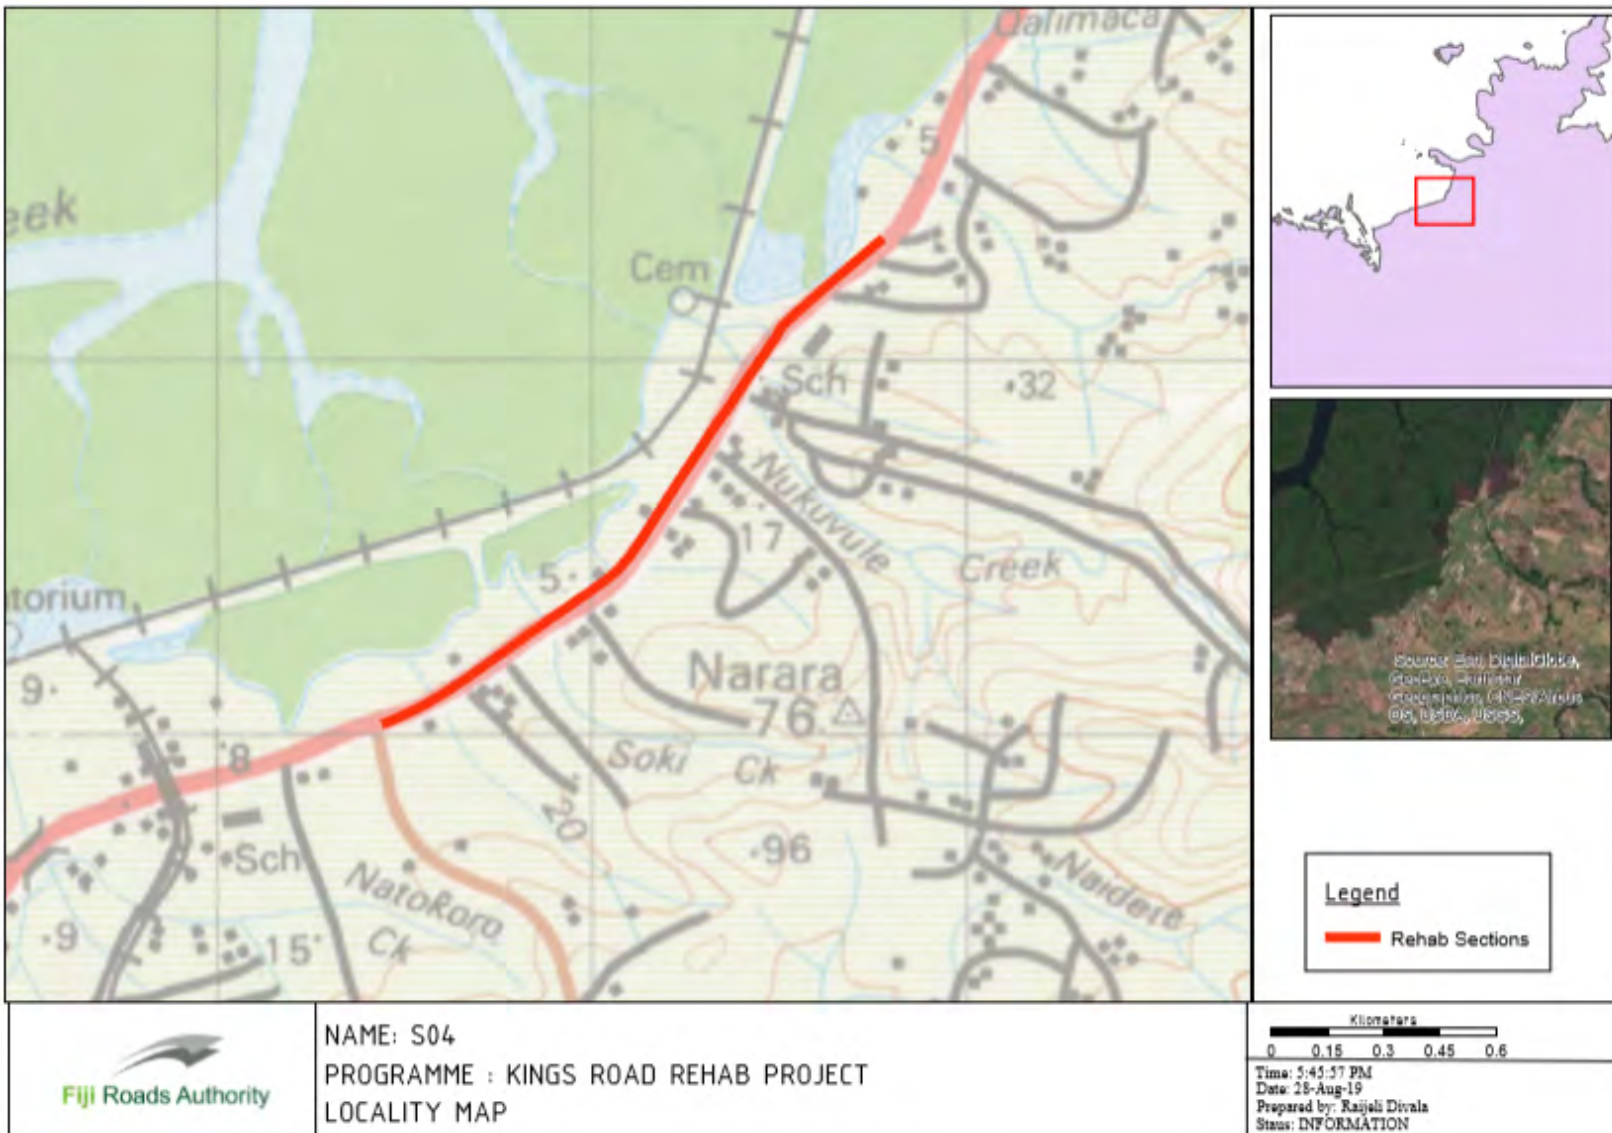 Qalimaca
eek
5
Cem
Sch
32
Nukuvule
17
Creek
5
torium
Narara
76
9
8
Soki Ck
20
96
Sch
Natokoro Ck
Naidere
9
15
Legend
Rehab Sections
Fiji Roads Authority
NAME: S04
PROGRAMME : KINGS ROAD REHAB PROJECT
LOCALITY MAP
Kilometers
0 0.15 0.3 0.45 0.6
Time: 5:45:57 PM
Date: 28-Aug-19
Prepared by: Raijeli Divala
Status: INFORMATION